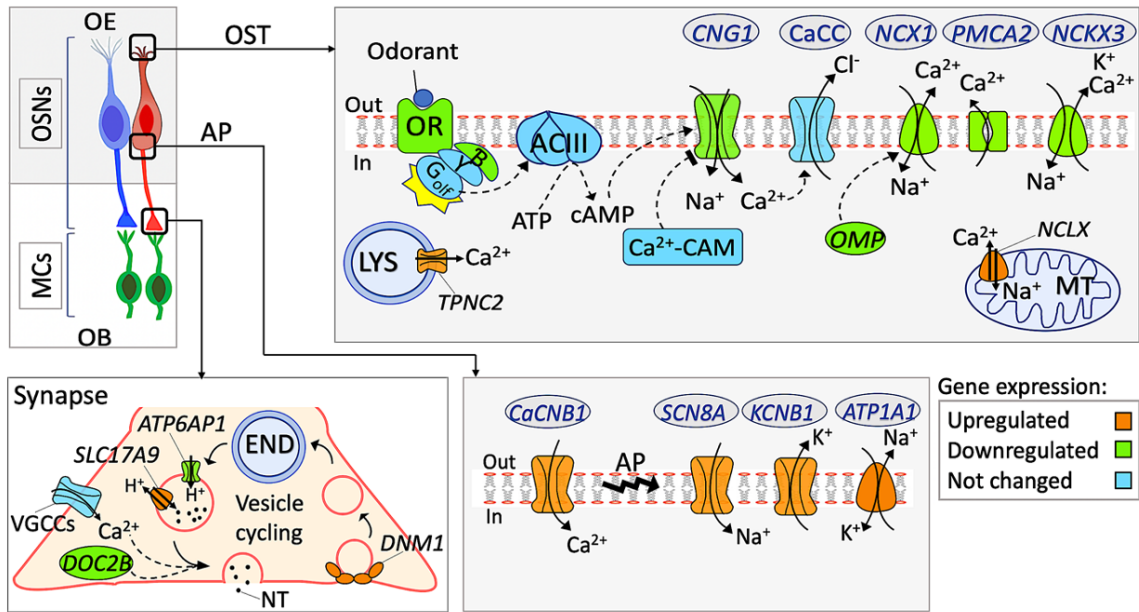 OE
OSNs
MCs
OB
OST
AP
CNG1
CaCC
NCX1
PMCA2
NCKX3
Odorant
Cl-
Ca2+
Ca2+
K+
Ca2+
Out
In
OR
G olf
γ
B
ACIII
ATP
cAMP
Na+
Ca2+
Na+
Na+
Ca2+-CAM
OMP
LYS
Ca2+
TPNC2
Ca2+
NCLX
Na+
MT
Synapse
ATP6AP1
SLC17A9
H+
H+
END
Vesicle
cycling
VGCCs
Ca2+
DOC2B
DNM1
NT
CaCNB1
SCN8A
KCNB1
ATP1A1
K+
Na+
Out
In
AP
Ca2+
Na+
K+
Gene expression:
Upregulated
Downregulated
Not changed